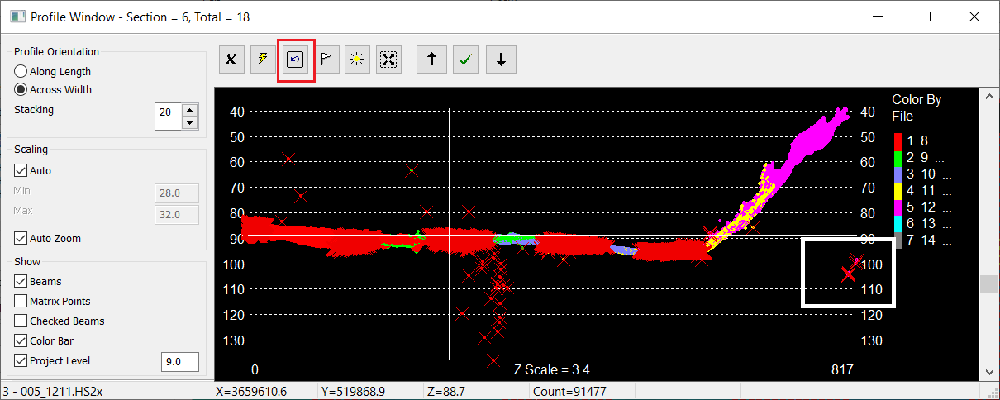 Profile Window - Section = 6, Total = 18
Profile Orientation
Along Length
Across Width
Stacking 20
Scaling
Auto
Min 28.0
Max 32.0
Auto Zoom
Show
Beams
Matrix Points
Checked Beams
Color Bar
Project Level 9.0
40 40
50 50
60 60
70 70
80 80
90 90
100 100
110 110
120 120
130 130
0 Z Scale = 3.4 817
Color By
File
1 8 ...
2 9 ...
3 10 ...
4 11 ...
5 12 ...
6 13 ...
7 14 ...
3 - 005_1211.HS2x X=3659610.6 Y=519868.9 Z=88.7 Count=91477